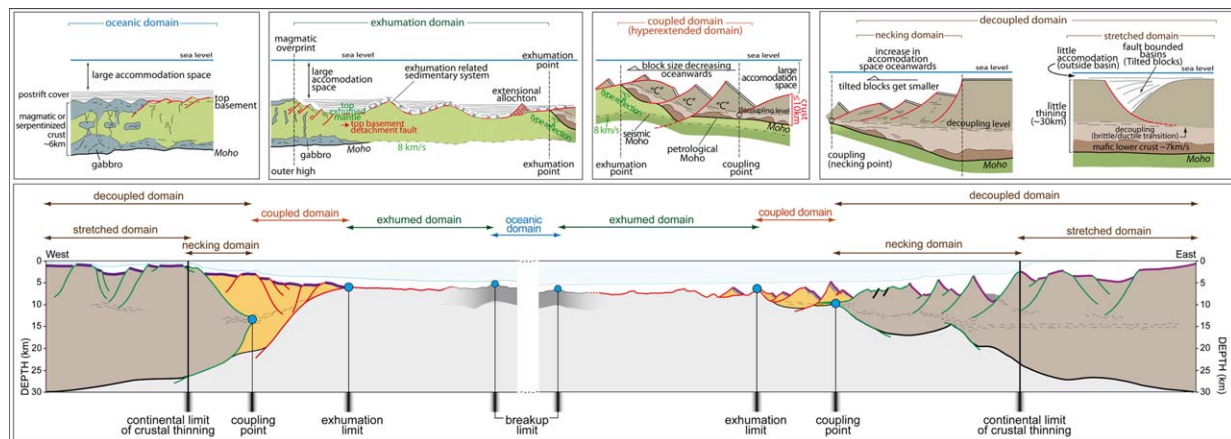 oceanic domain
sea level
large accommodation space
postrift cover
top
basement
magmatic or
serpentinized
crust
~6km
gabbro
Moho
exhumation domain
magmatic
overprint
sea level
exhumation
point
large
accomodation
space
exhumation related
sedimentary system
extensional
allochton
top exhumed
mantle
top basement
detachment fault
type reflection
8 km/s
gabbro
Moho
Moho
outer high
exhumation
point
coupled domain
(hyperextended domain)
sea level
block size decreasing
oceanwards
large
accomodation
space
"C"
"C"
"C"
crust
≤10km
decoupling level
type reflection
8 km/s
seismic
Moho
petrological
Moho
Moho
exhumation
point
coupling
point
decoupled domain
necking domain
increase in
accomodation
space oceanwards
sea level
tilted blocks get smaller
decoupling level
Moho
coupling
(necking point)
stretched domain
little
accomodation
(outside basin)
fault bounded
basins
(Tilted blocks)
sea level
little
thining
(~30km)
decoupling
(brittle/ductile transition)
mafic lower crust ~7km/s
Moho
decoupled domain
coupled domain
exhumed domain
oceanic
domain
exhumed domain
coupled domain
decoupled domain
stretched domain
necking domain
necking domain
stretched domain
West
East
0
5
10
15
20
25
30
DEPTH (km)
0
5
10
15
20
25
30
DEPTH (km)
continental limit
of crustal thinning
coupling
point
exhumation
limit
breakup
limit
exhumation
limit
coupling
point
continental limit
of crustal thinning